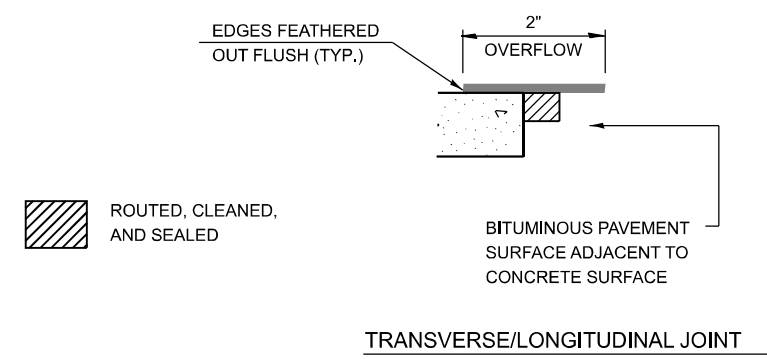 EDGES FEATHERED
OUT FLUSH (TYP.)
2"
OVERFLOW
ROUTED, CLEANED,
AND SEALED
BITUMINOUS PAVEMENT
SURFACE ADJACENT TO
CONCRETE SURFACE
TRANSVERSE/LONGITUDINAL JOINT